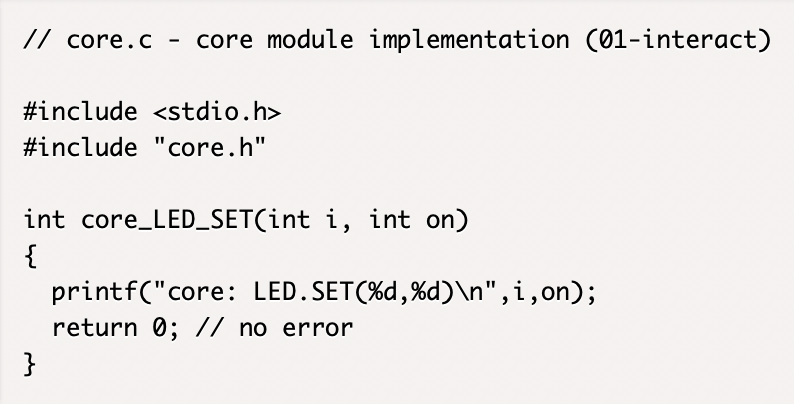 // core.c - core module implementation (01-interact)

#include <stdio.h>
#include "core.h"

int core_LED_SET(int i, int on)
{
  printf("core: LED.SET(%d,%d)\n",i,on);
  return 0; // no error
}